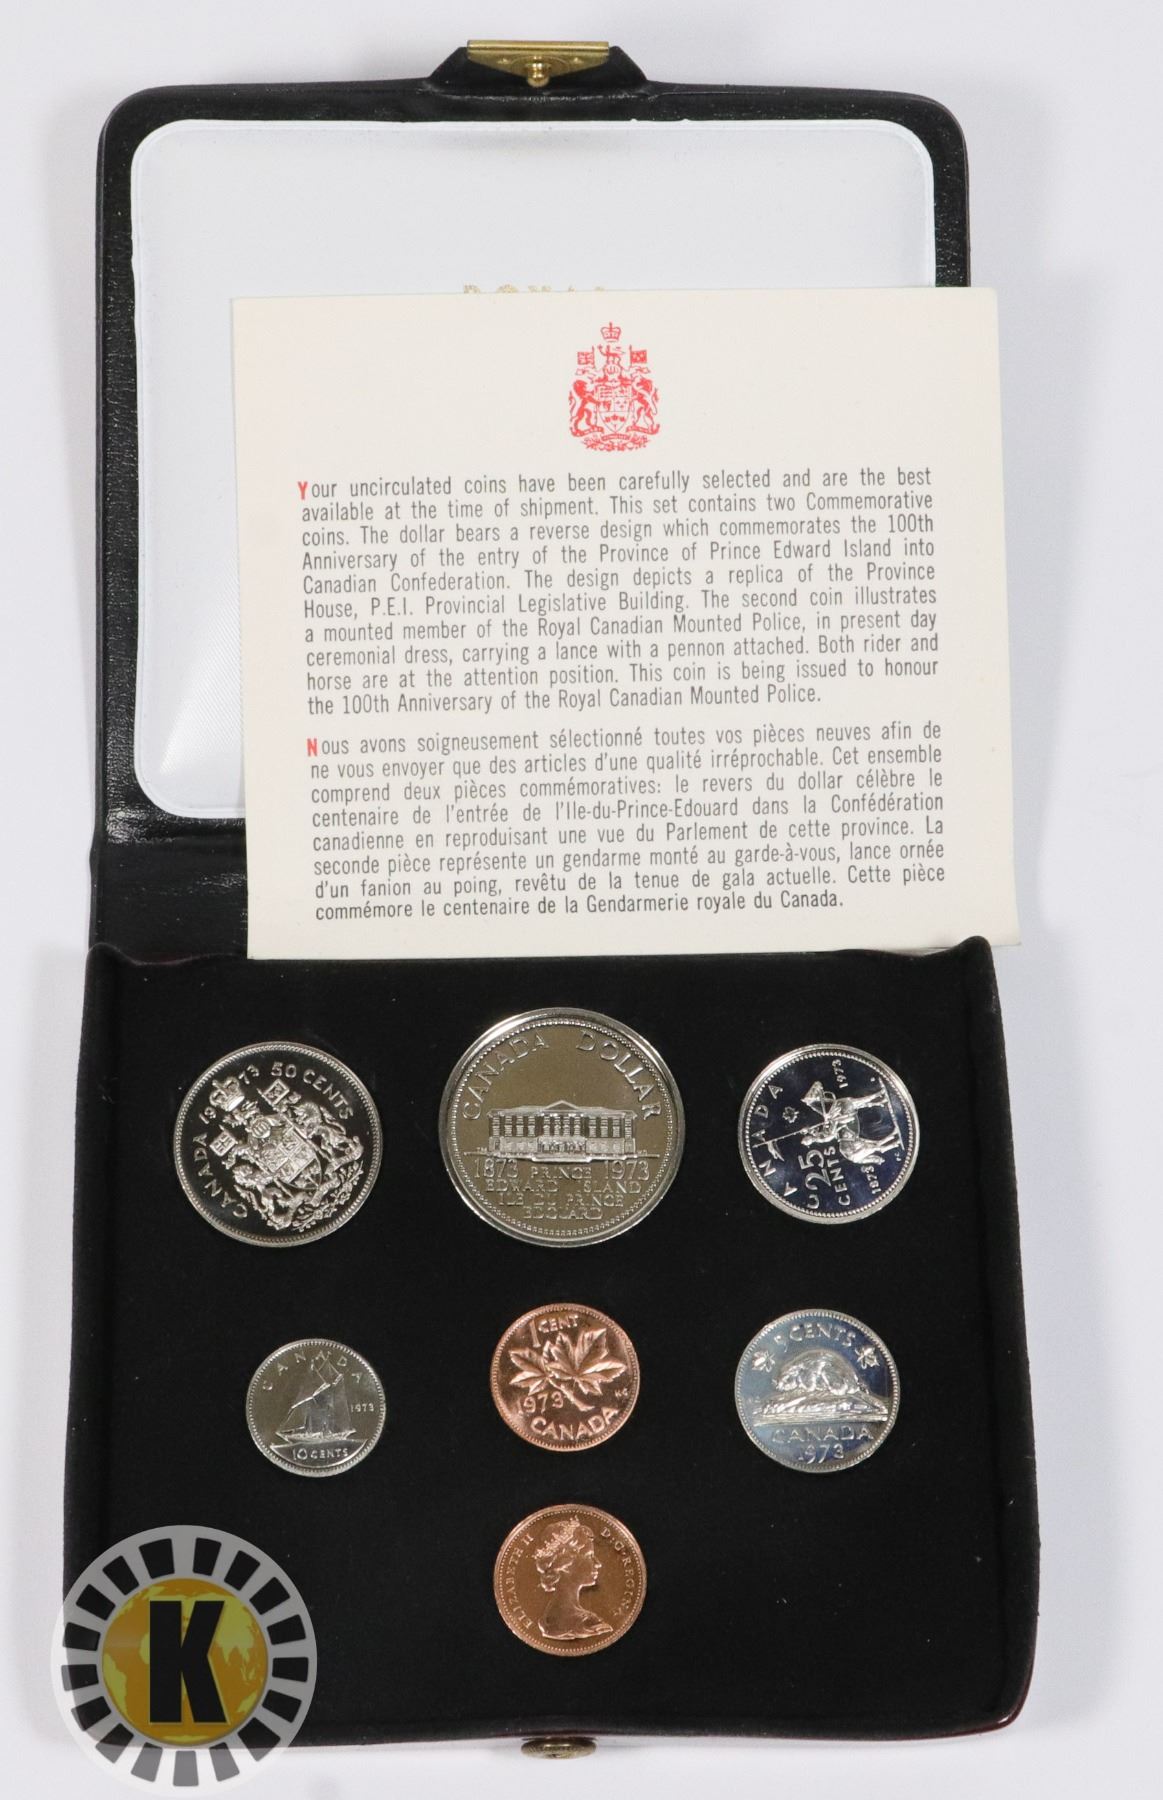 Your uncirculated coins have been carefully selected and are the best
available at the time of shipment. This set contains two Commemorative
coins. The dollar bears a reverse design which commemorates the 100th
Anniversary of the entry of the Province of Prince Edward Island into
Canadian Confederation. The design depicts a replica of the Province
House, P.E.I. Provincial Legislative Building. The second coin illustrates
a mounted member of the Royal Canadian Mounted Police, in present day
ceremonial dress, carrying a lance with a pennon attached. Both rider and
horse are at the attention position. This coin is being issued to honour
the 100th Anniversary of the Royal Canadian Mounted Police.
Nous avons soigneusement sélectionné toutes vos pièces neuves afin de
ne vous envoyer que des articles d'une qualité irréprochable. Cet ensemble
comprend deux pièces commémoratives: le revers du dollar célèbre le
centenaire de l'entrée de l'Ile-du-Prince-Edouard dans la Confédération
canadienne en reproduisant une vue du Parlement de cette province. La
seconde pièce représente un gendarme monté au garde-à-vous, lance ornée
d'un fanion au poing, revêtu de la tenue de gala actuelle. Cette pièce
commémore le centenaire de la Gendarmerie royale du Canada.
CANADA 1973 50 CENTS
CANADA DOLLAR
1873 PRINCE 1973
EDWARD ISLAND
ILE DU PRINCE
EDOUARD
CANADA 1973
25
CENTS
1873
CANADA
1973
10 CENTS
1 CENT
1973
CANADA
5 CENTS
CANADA
1973
ELIZABETH II D·G·REGINA
K